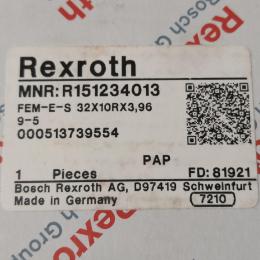 Rexroth
MNR: R151234013
FEM-E-S 32X10RX3,96
9-5
000513739554
PAP
1 Pieces FD: 81921
Bosch Rexroth AG, D97419 Schweinfurt
Made in Germany 7210